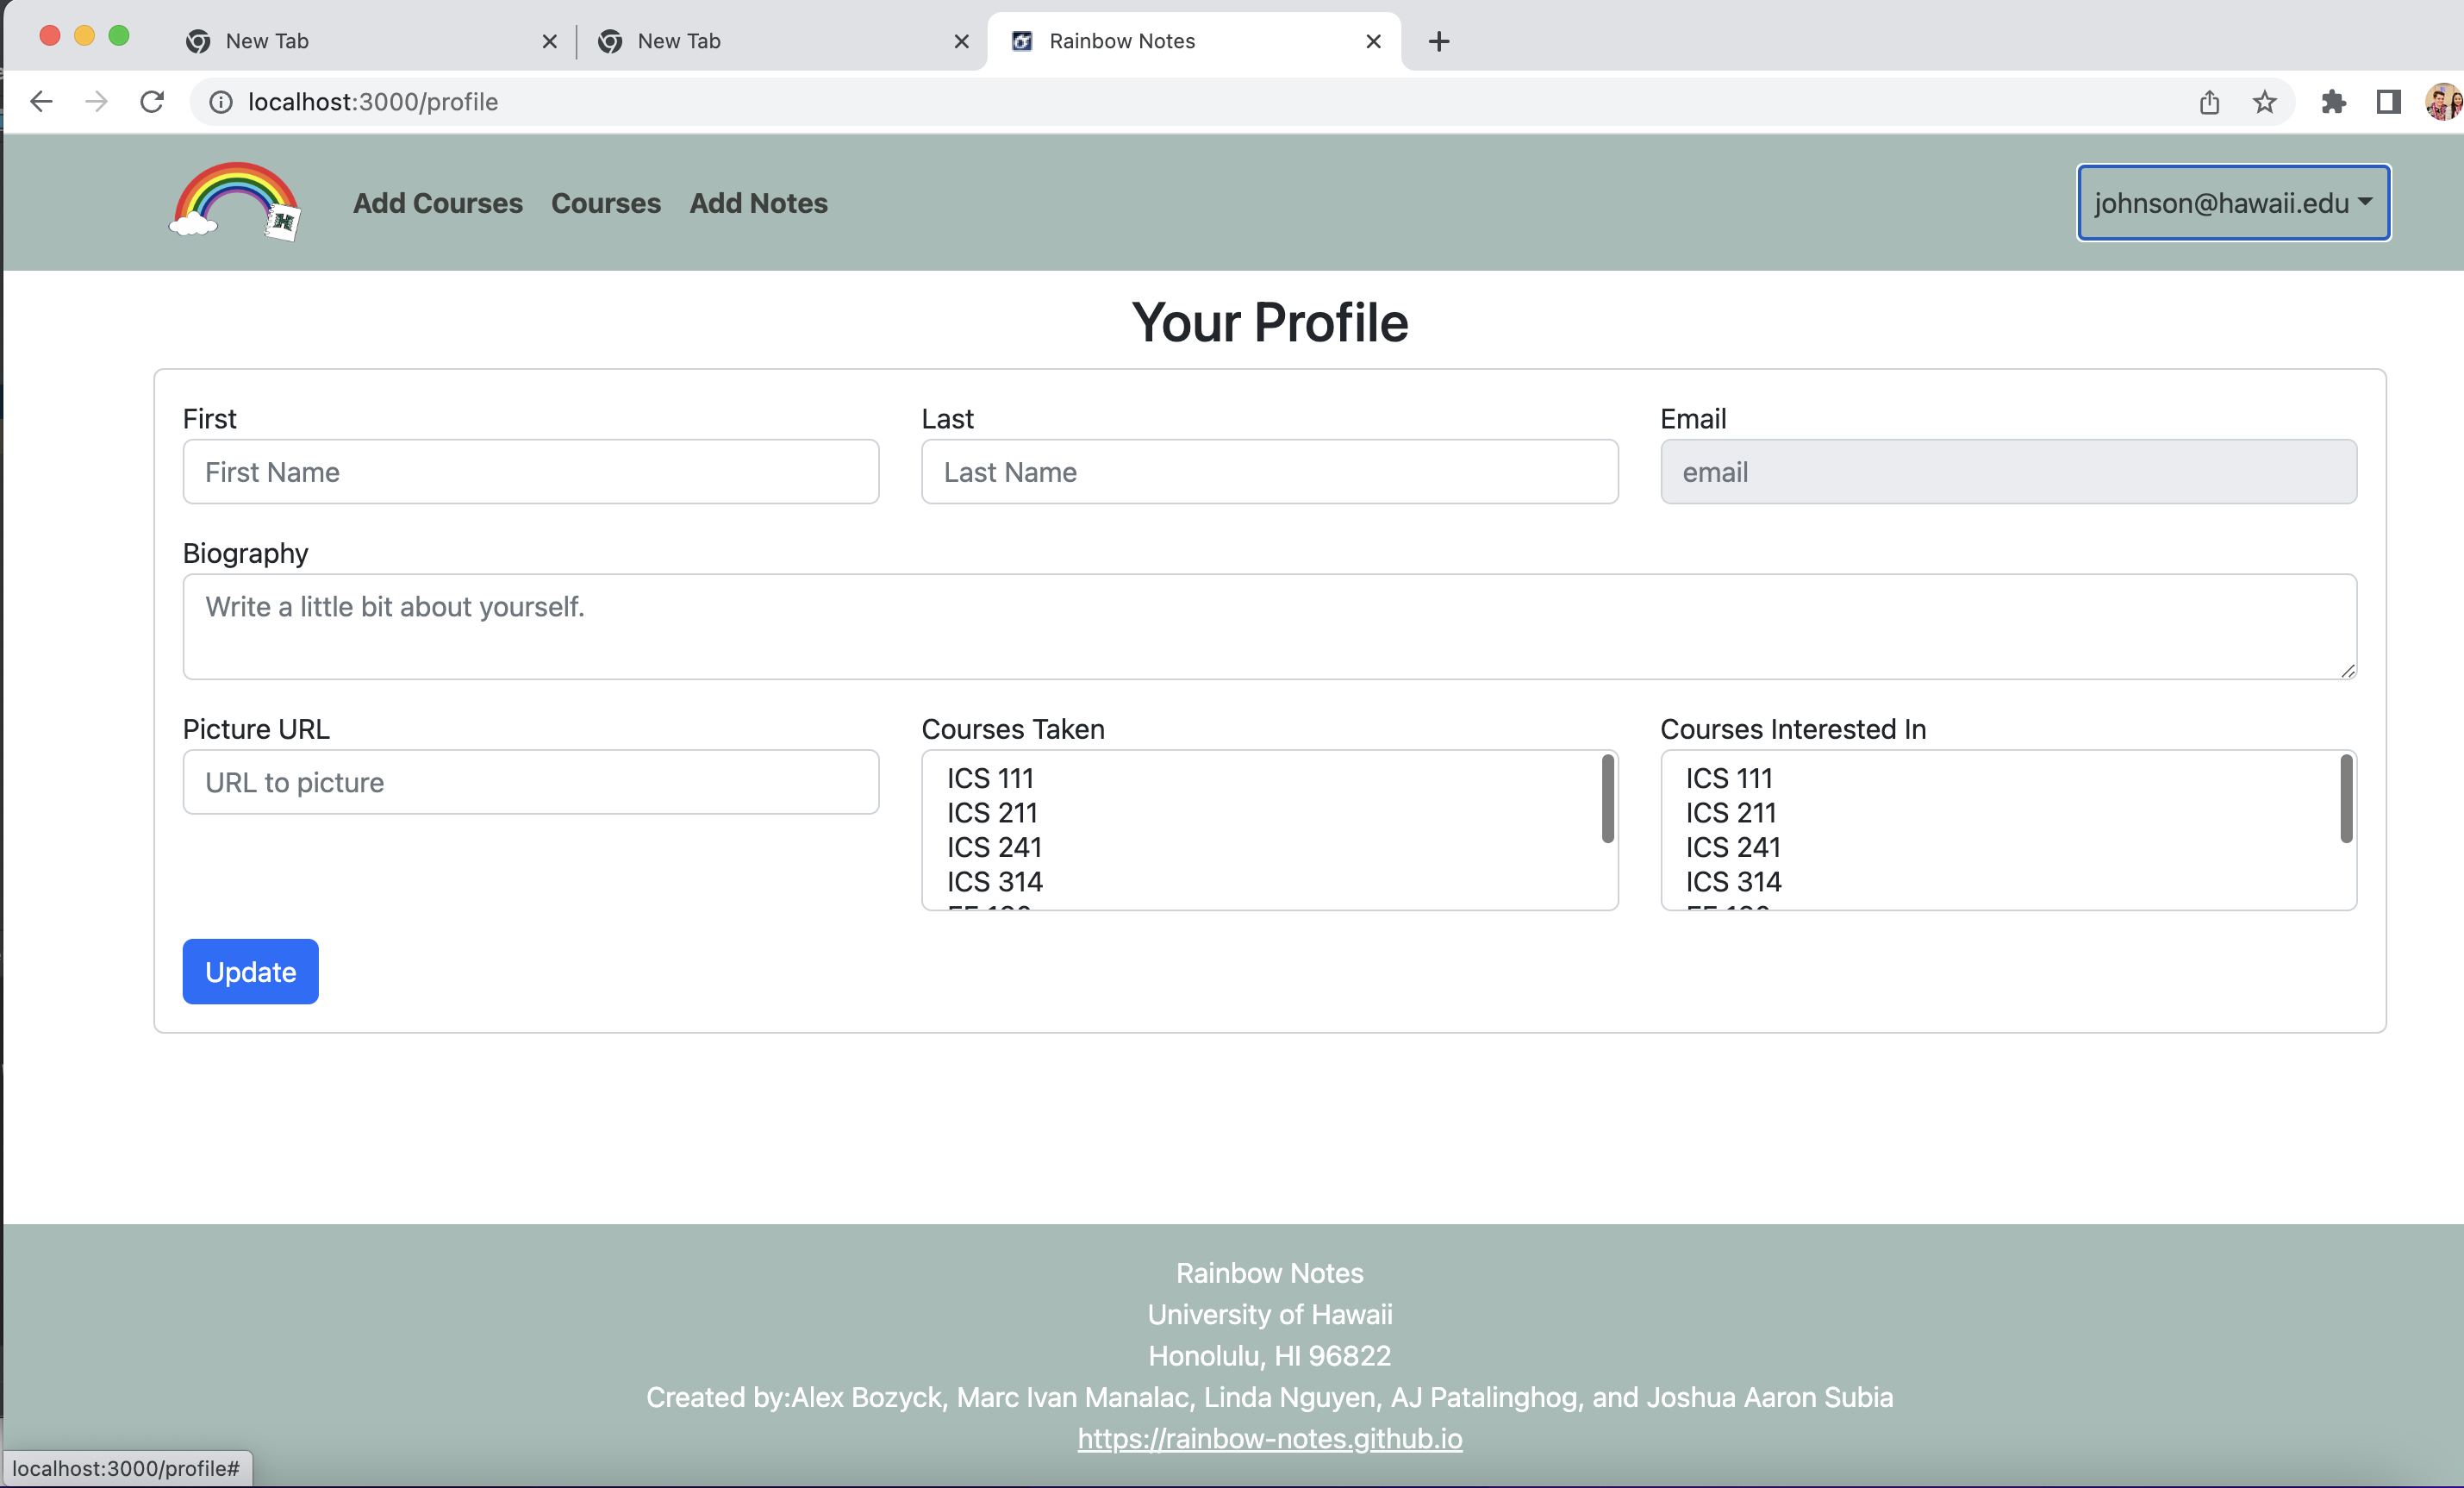 New Tab
New Tab
Rainbow Notes
localhost:3000/profile
H
Add Courses
Courses
Add Notes
johnson@hawaii.edu
Your Profile
First
Last
Email
First Name
Last Name
email
Biography
Write a little bit about yourself.
Picture URL
Courses Taken
Courses Interested In
URL to picture
ICS 111
ICS 211
ICS 241
ICS 314
ICS 111
ICS 211
ICS 241
ICS 314
Update
Rainbow Notes
University of Hawaii
Honolulu, HI 96822
Created by:Alex Bozyck, Marc Ivan Manalac, Linda Nguyen, AJ Patalinghog, and Joshua Aaron Subia
https://rainbow-notes.github.io
localhost:3000/profile#